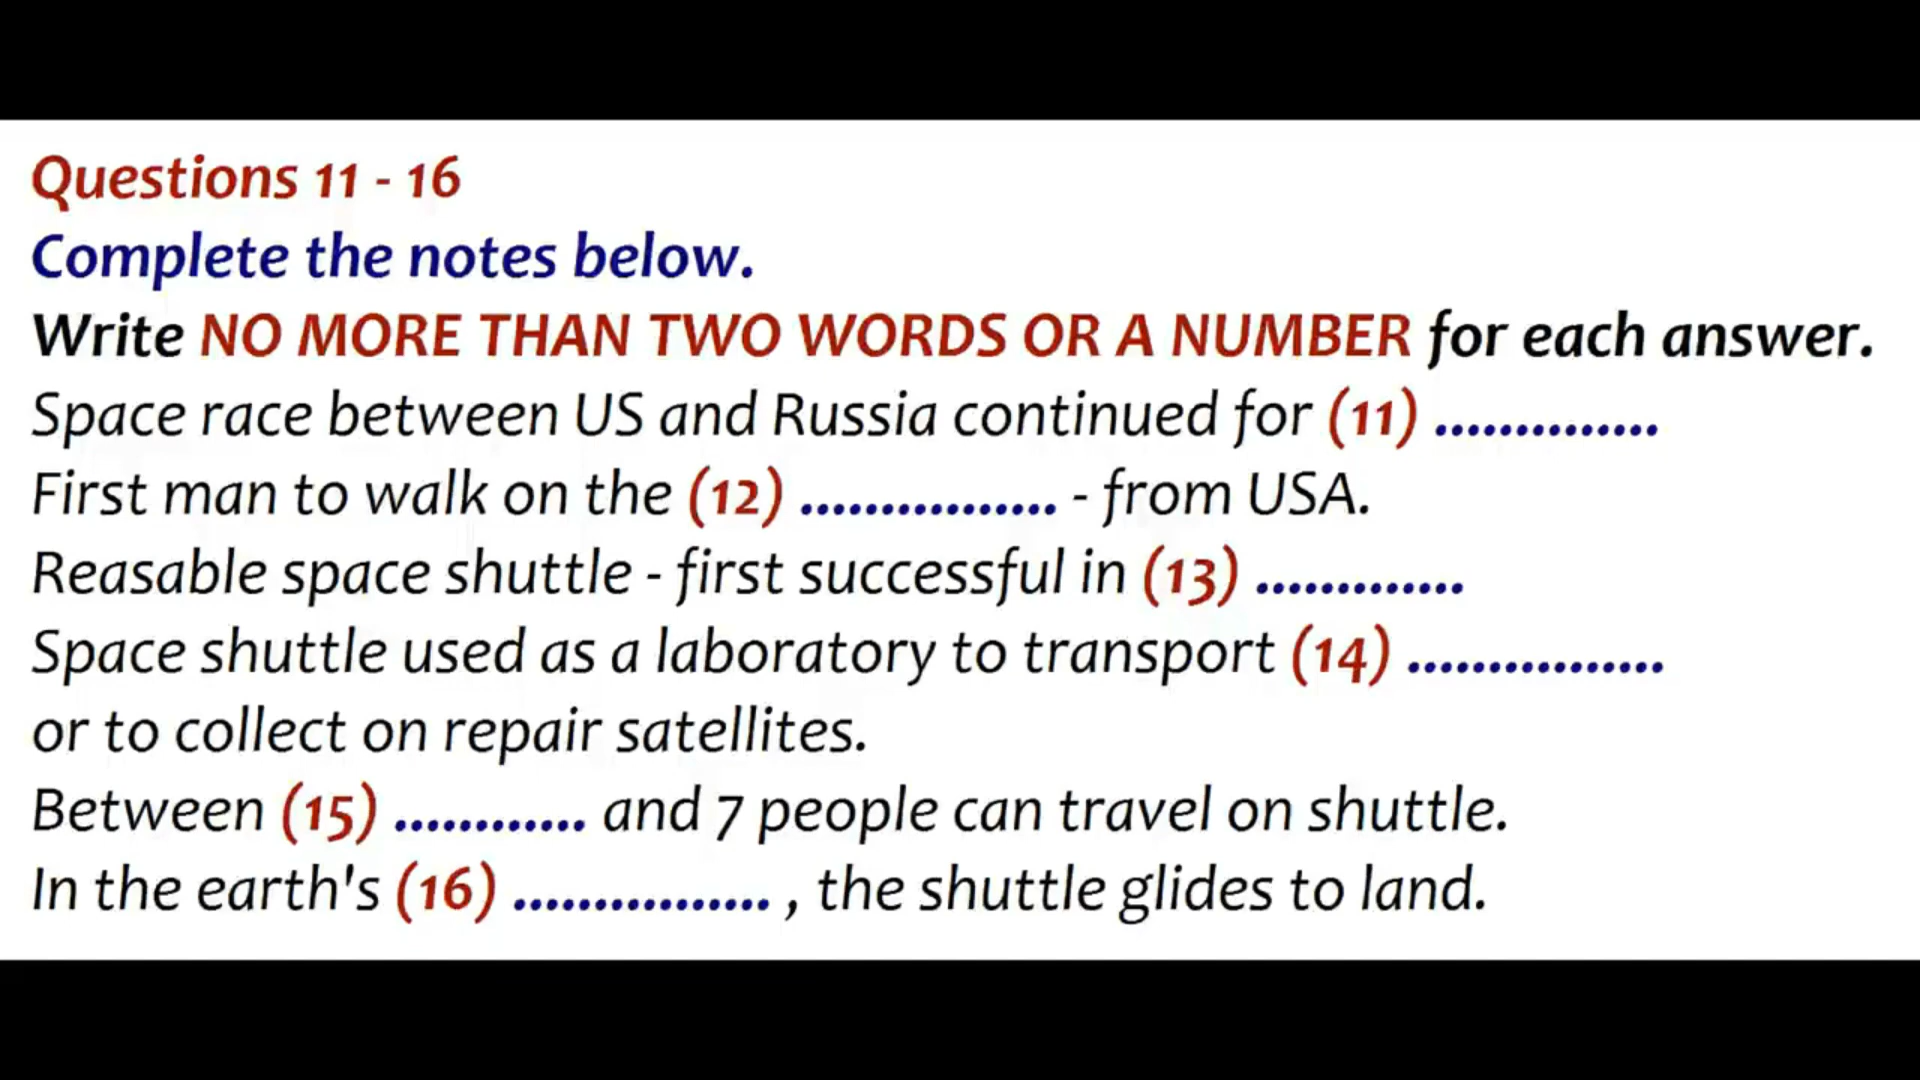 Questions 11 - 16
Complete the notes below.
Write NO MORE THAN TWO WORDS OR A NUMBER for each answer.
Space race between US and Russia continued for (11) ..............
First man to walk on the (12) ................ - from USA.
Reasable space shuttle - first successful in (13) .............
Space shuttle used as a laboratory to transport (14) ................
or to collect on repair satellites.
Between (15) ............ and 7 people can travel on shuttle.
In the earth's (16) ................ , the shuttle glides to land.